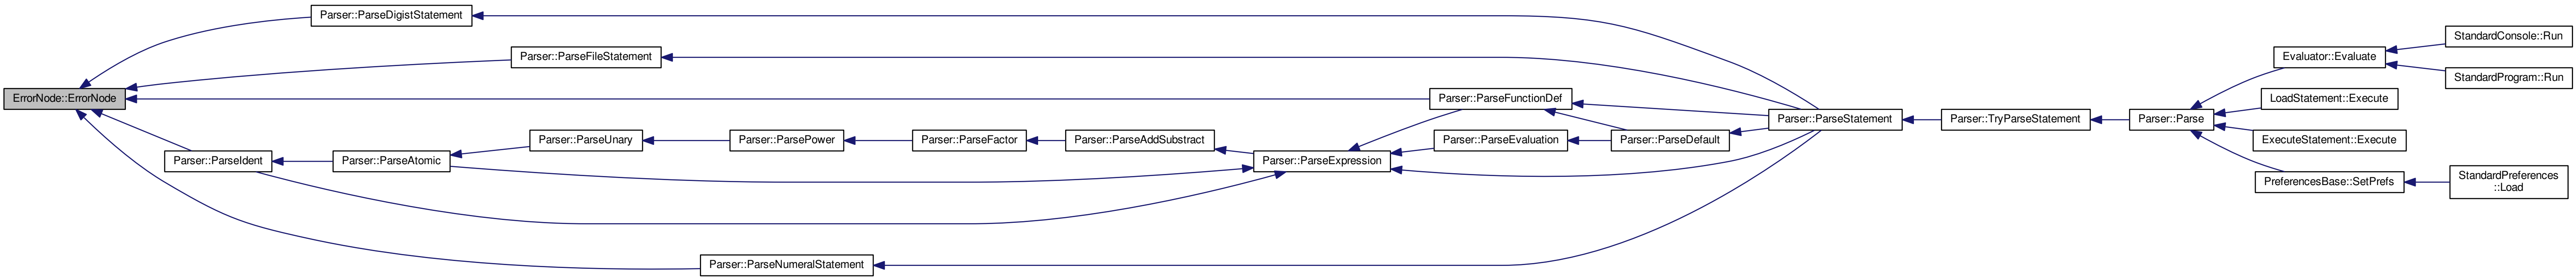 ErrorNode::ErrorNode
Parser::ParseDigistStatement
Parser::ParseFileStatement
Parser::ParseFunctionDef
Parser::ParseIdent
Parser::ParseAtomic
Parser::ParseUnary
Parser::ParsePower
Parser::ParseFactor
Parser::ParseAddSubstract
Parser::ParseExpression
Parser::ParseEvaluation
Parser::ParseDefault
Parser::ParseStatement
Parser::ParseNumeralStatement
Parser::TryParseStatement
Parser::Parse
Evaluator::Evaluate
StandardConsole::Run
StandardProgram::Run
LoadStatement::Execute
ExecuteStatement::Execute
PreferencesBase::SetPrefs
StandardPreferences
::Load